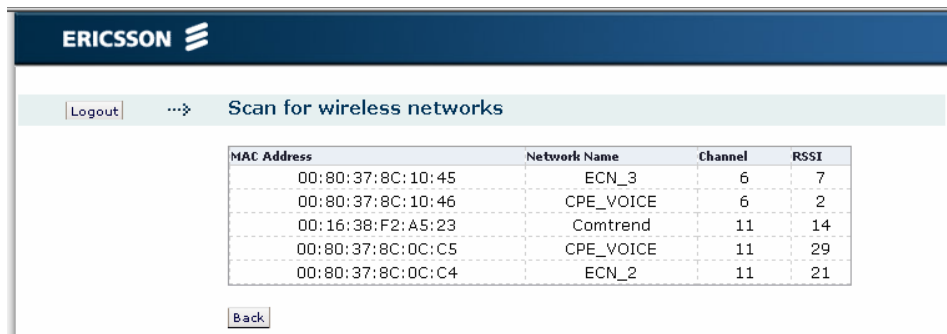 ERICSSON
Logout Scan for wireless networks
MAC Address Network Name Channel RSSI
00:80:37:8C:10:45 ECN_3 6 7
00:80:37:8C:10:46 CPE_VOICE 6 2
00:16:38:F2:A5:23 Comtrend 11 14
00:80:37:8C:0C:C5 CPE_VOICE 11 29
00:80:37:8C:0C:C4 ECN_2 11 21
Back